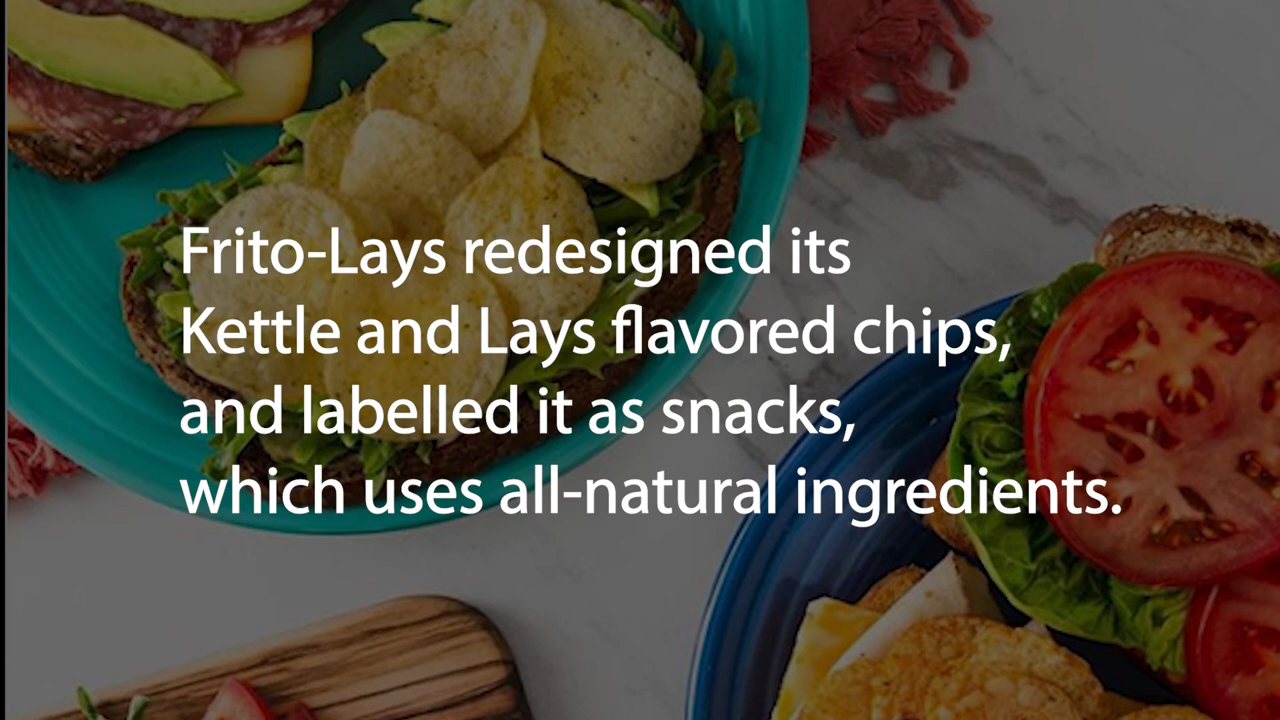 Frito-Lays redesigned its
Kettle and Lays flavored chips,
and labelled it as snacks,
which uses all-natural ingredients.